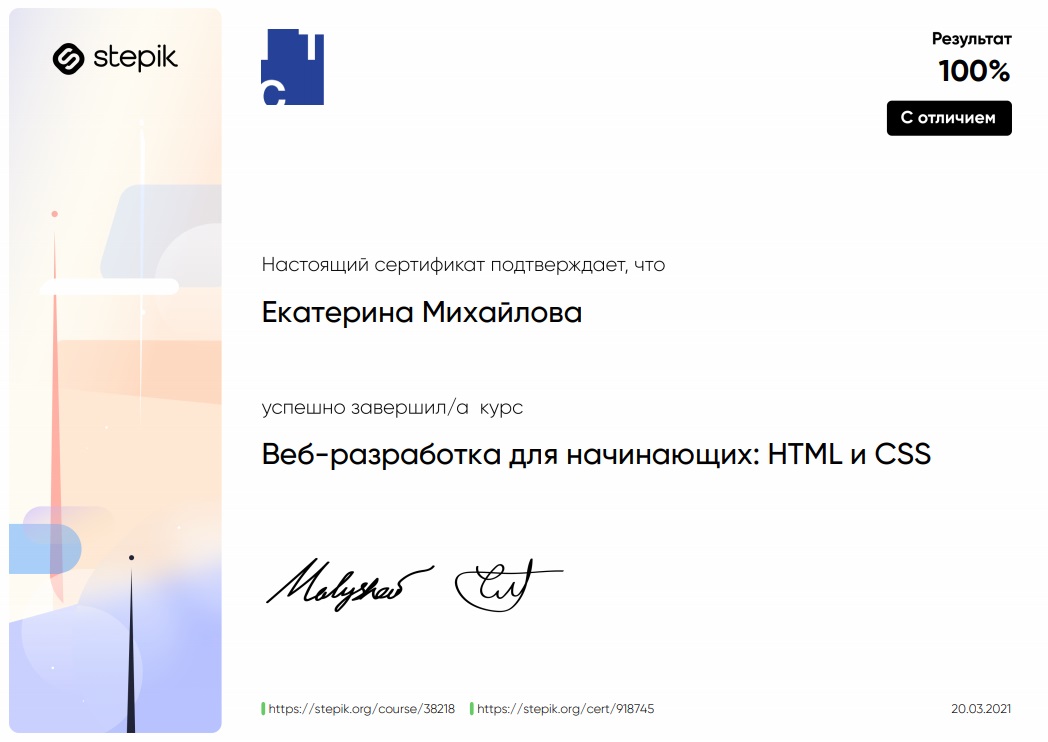 stepik
Результат
100%
С отличием
Настоящий сертификат подтверждает, что
Екатерина Михайлова
успешно завершил/а курс
Веб-разработка для начинающих: HTML и CSS
Malyshev
https://stepik.org/course/38218 https://stepik.org/cert/918745
20.03.2021